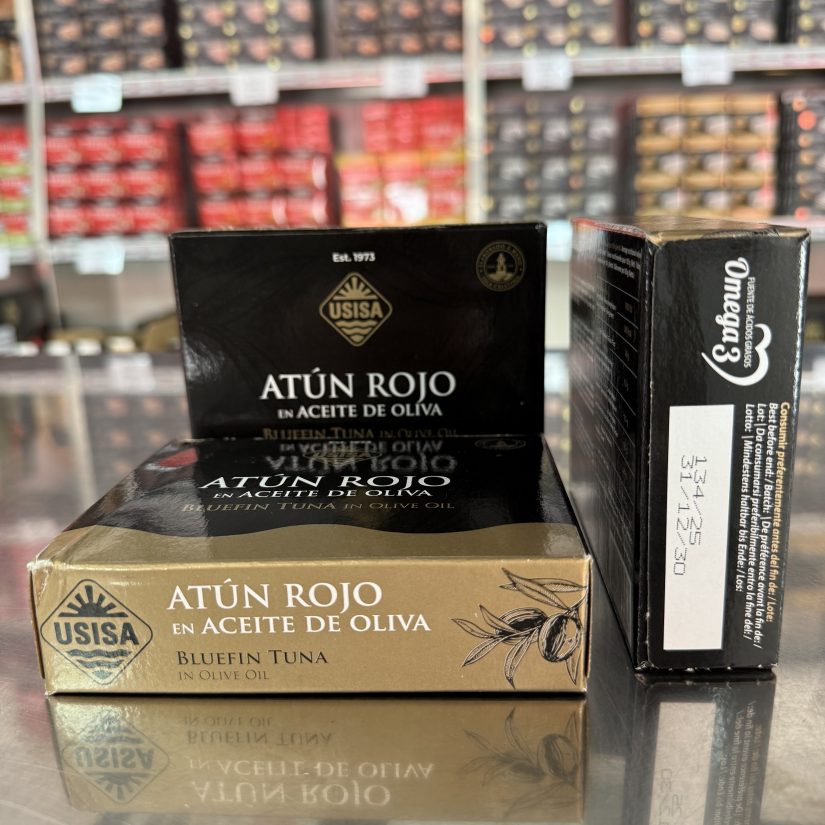 Est. 1973
USISA
ATÚN ROJO
EN ACEITE DE OLIVA
BLUEFIN TUNA IN OLIVE OIL
ATÚN ROJO
EN ACEITE DE OLIVA
BLUEFIN TUNA IN OLIVE OIL
USISA
ATÚN ROJO
EN ACEITE DE OLIVA
BLUEFIN TUNA
IN OLIVE OIL
FUENTE DE ÁCIDOS GRASOS
Omega 3
Consumir preferentemente antes del fin de: / Lote:
Best before end: / Batch: | De préférence avant la fin de: /
Lot: | Da consumarsi preferibilmente entro la fine del: /
Lotto: | Mindestens haltbar bis Ende: / Los:
134/25
31/12/30